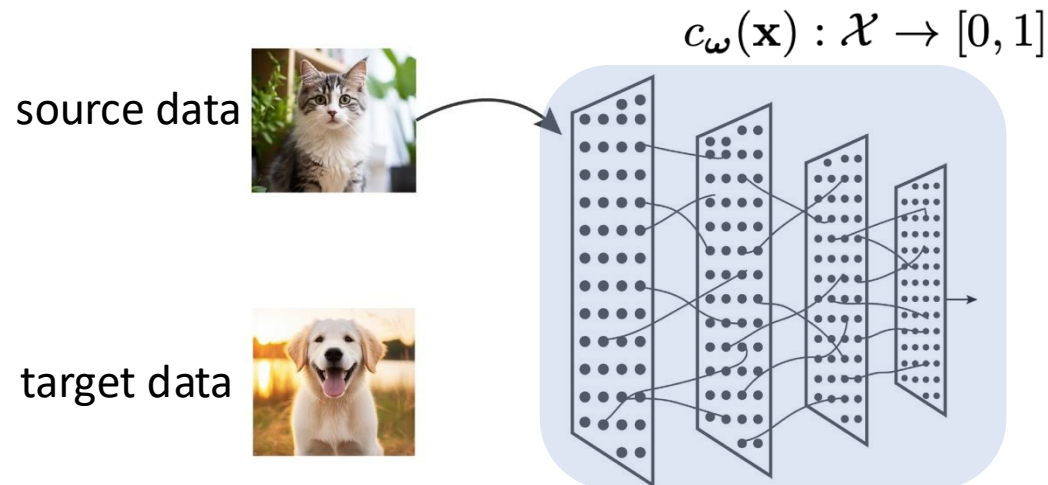 c_ω(x) : 𝒳 → [0, 1]
source data
target data